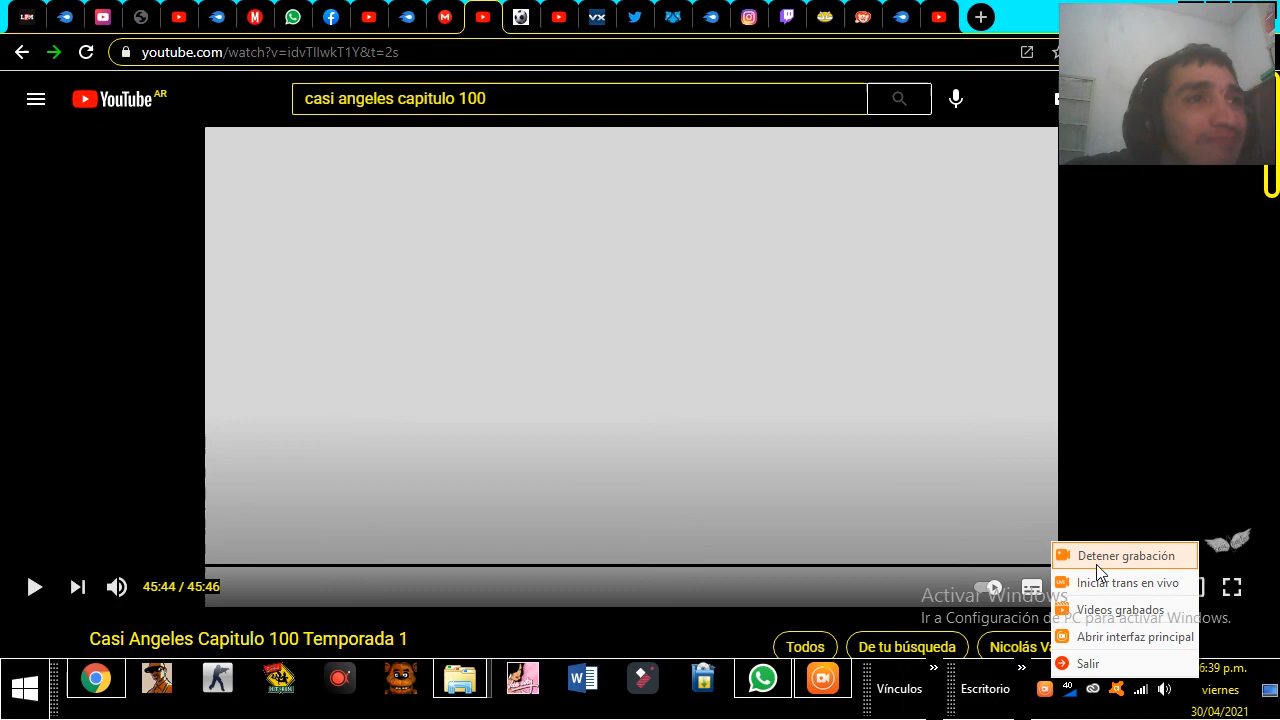 youtube.com/watch?v=idvTIlwkT1Y&t=2s
YouTube AR
casi angeles capitulo 100
45:44 / 45:46
Detener grabación
Iniciar trans en vivo
Videos grabados
Abrir interfaz principal
Salir
Activar Windows
Ir a Configuración de PC para activar Windows.
Casi Angeles Capitulo 100 Temporada 1
Todos
De tu búsqueda
Nicolás
Vínculos
Escritorio
40
6:39 p.m.
viernes
30/04/2021